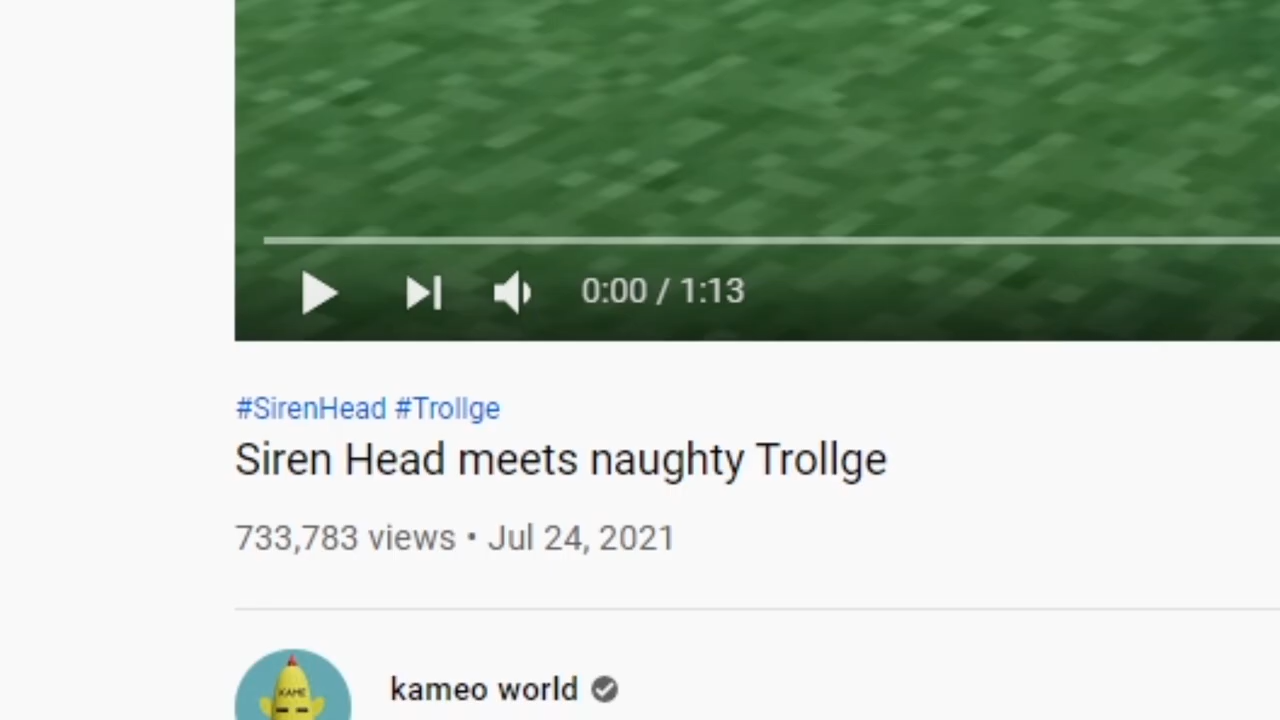 0:00 / 1:13
#SirenHead #Trollge
Siren Head meets naughty Trollge
733,783 views • Jul 24, 2021
kameo world
KAME